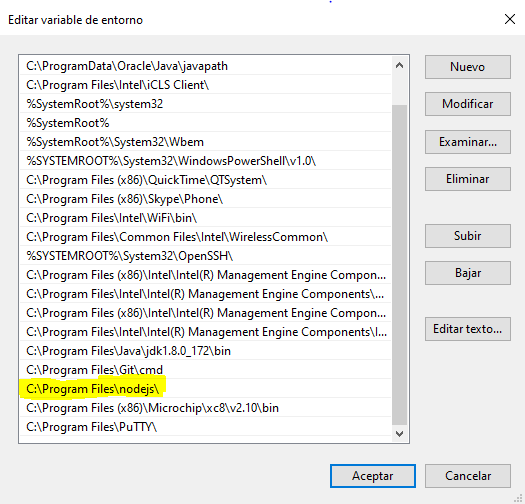 Editar variable de entorno
C:\ProgramData\Oracle\Java\javapath
C:\Program Files\Intel\iCLS Client\
%SystemRoot%\system32
%SystemRoot%
%SystemRoot%\System32\Wbem
%SYSTEMROOT%\System32\WindowsPowerShell\v1.0\
C:\Program Files (x86)\QuickTime\QTSystem\
C:\Program Files (x86)\Skype\Phone\
C:\Program Files\Intel\WiFi\bin\
C:\Program Files\Common Files\Intel\WirelessCommon\
%SYSTEMROOT%\System32\OpenSSH\
C:\Program Files (x86)\Intel\Intel(R) Management Engine Compon...
C:\Program Files\Intel\Intel(R) Management Engine Components\...
C:\Program Files (x86)\Intel\Intel(R) Management Engine Compon...
C:\Program Files\Intel\Intel(R) Management Engine Components\I...
C:\Program Files\Java\jdk1.8.0_172\bin
C:\Program Files\Git\cmd
C:\Program Files\nodejs\
C:\Program Files (x86)\Microchip\xc8\v2.10\bin
C:\Program Files\PuTTY\
Nuevo
Modificar
Examinar...
Eliminar
Subir
Bajar
Editar texto...
Aceptar
Cancelar